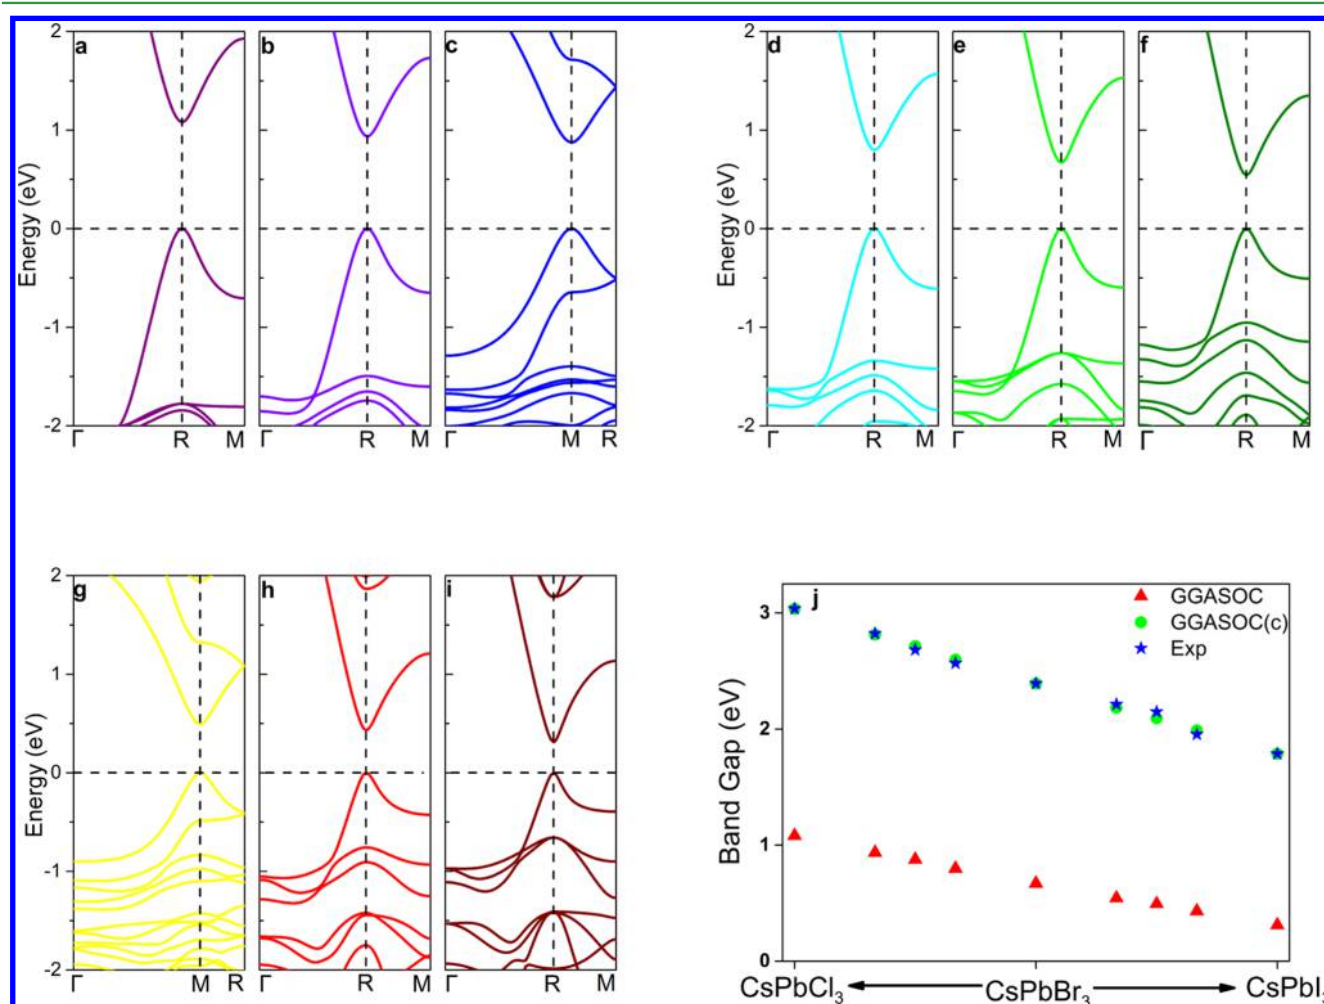 a b c
Energy (eV)
2
1
0
-1
-2
Γ R M
Γ R M
Γ M R
d e f
Energy (eV)
2
1
0
-1
-2
Γ R M
Γ R M
Γ R M
g h i
Energy (eV)
2
1
0
-1
-2
Γ M R
Γ R M
Γ R M
j
GGASOC
GGASOC(c)
Exp
Band Gap (eV)
3
2
1
0
CsPbCl3 CsPbBr3 CsPbI